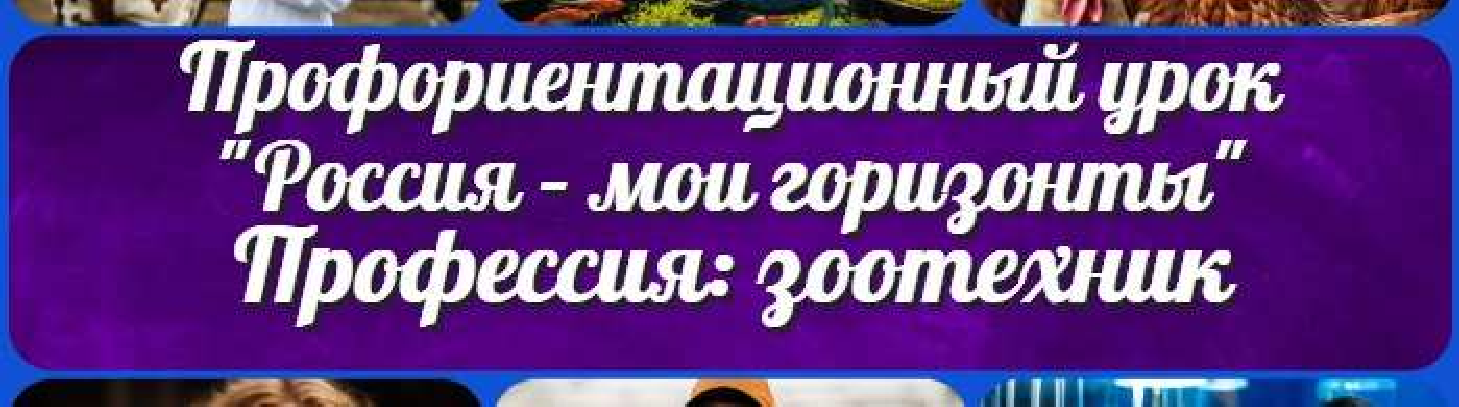 Профориентационный урок
"Россия - мои горизонты"
Профессия: зоотехник